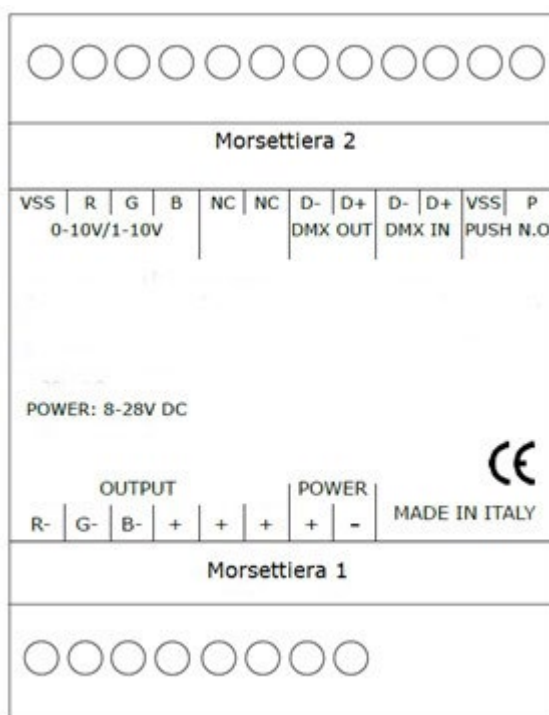 Morsettiera 2
VSS R G B NC NC D- D+ D- D+ VSS P
0-10V/1-10V DMX OUT DMX IN PUSH N.O
POWER: 8-28V DC
CE
OUTPUT POWER
R- G- B- + + + + - MADE IN ITALY
Morsettiera 1